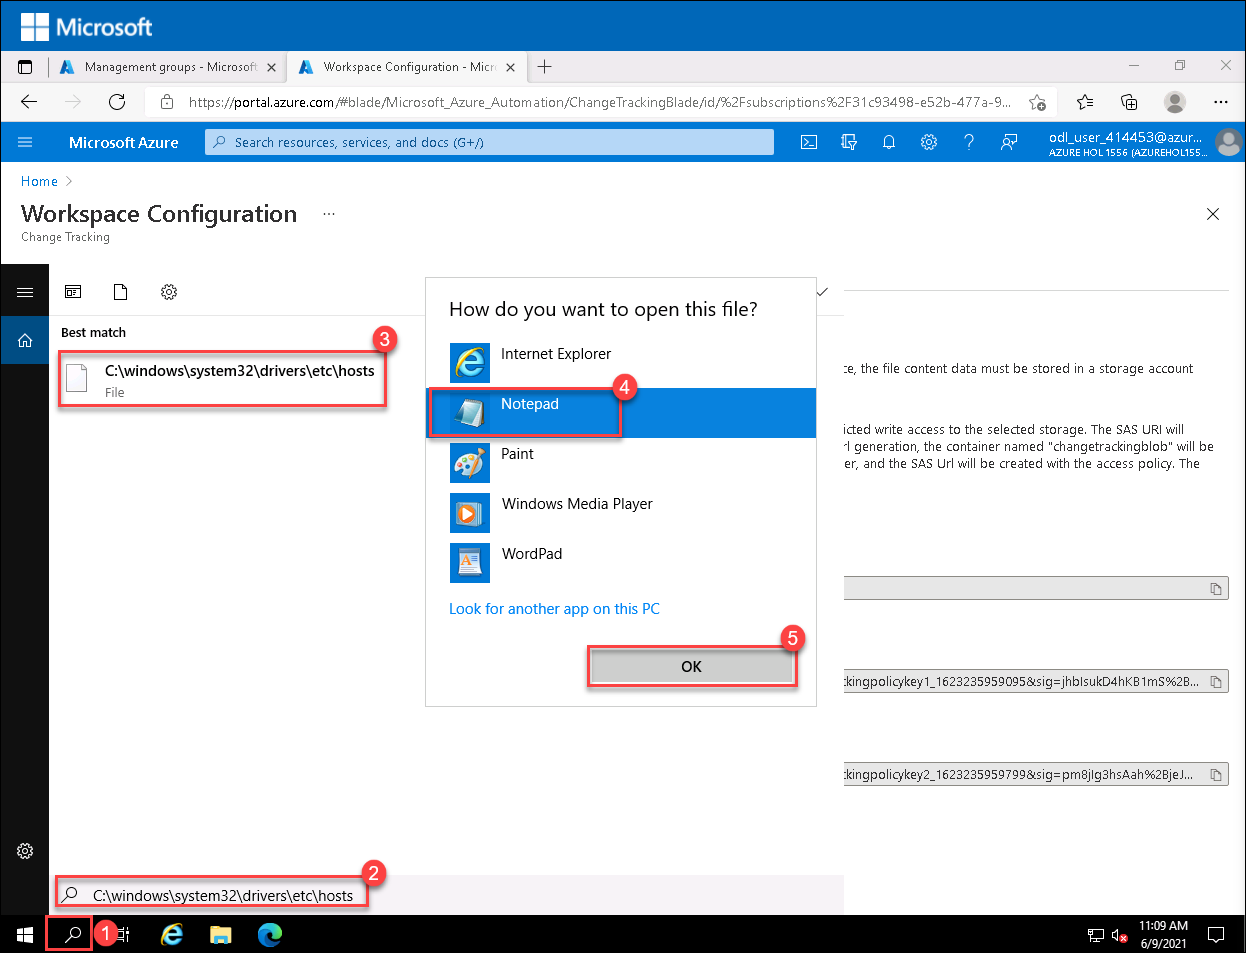 Microsoft
Management groups - Microsoft
Workspace Configuration - Micr
https://portal.azure.com/#blade/Microsoft_Azure_Automation/ChangeTrackingBlade/id/%2Fsubscriptions%2F31c93498-e52b-477a-9...
Microsoft Azure
Search resources, services, and docs (G+/)
odl_user_414453@azur...
AZURE HOL 1556 (AZUREHOL155...
Home
Workspace Configuration
...
Change Tracking
How do you want to open this file?
Best match
3
C:\windows\system32\drivers\etc\hosts
File
Internet Explorer
ce, the file content data must be stored in a storage account
4
Notepad
icted write access to the selected storage. The SAS URI will
rl generation, the container named "changetrackingblob" will be
er, and the SAS Url will be created with the access policy. The
Paint
Windows Media Player
WordPad
Look for another app on this PC
5
OK
ckingpolicykey1_1623235959095&sig=jhbIsukD4hKB1mS%2B...
ckingpolicykey2_1623235959799&sig=pm8jIg3hsAah%2BjeJ...
2
C:\windows\system32\drivers\etc\hosts
1
11:09 AM
6/9/2021